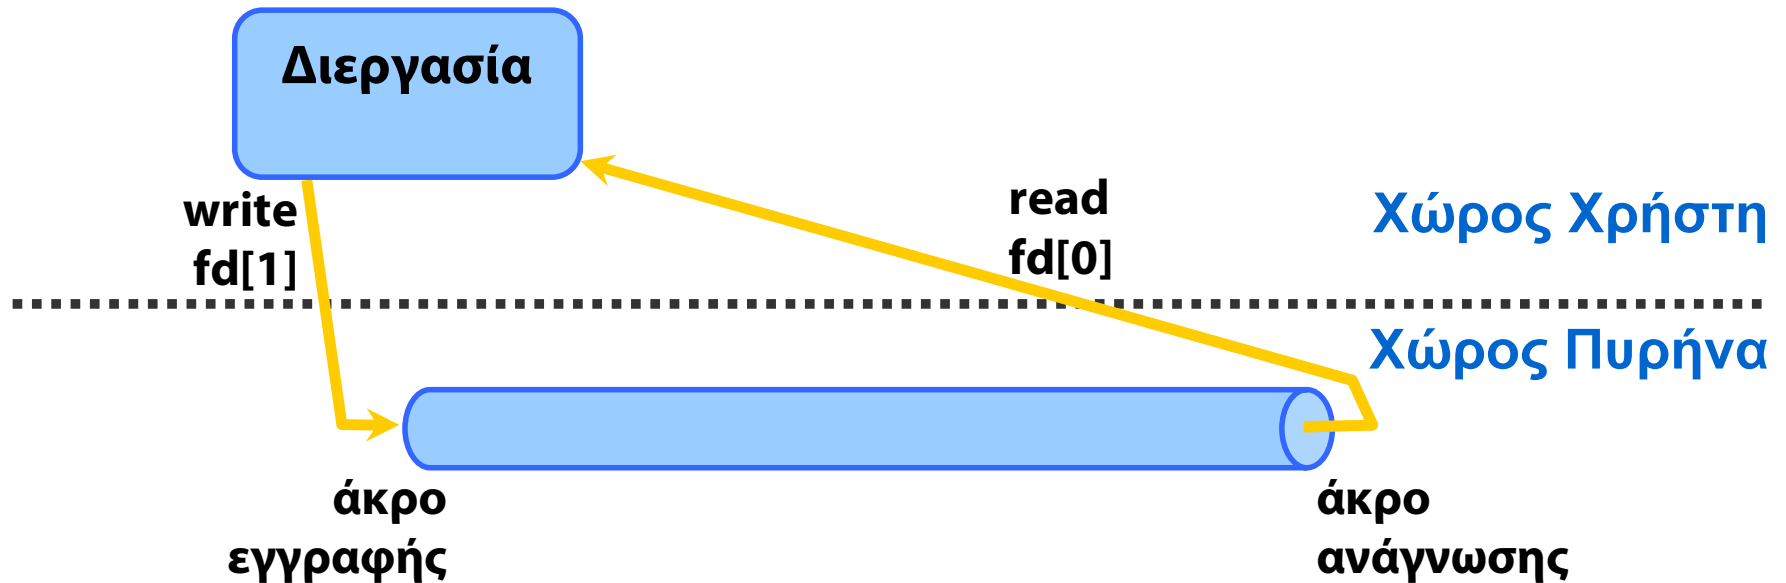 Διεργασία
write
fd[1]
read
fd[0]
Χώρος Χρήστη
Χώρος Πυρήνα
άκρο
εγγραφής
άκρο
ανάγνωσης